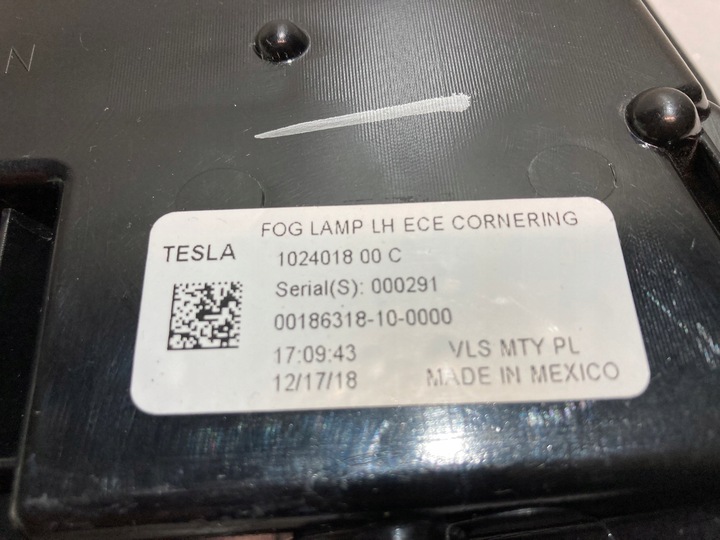 N
FOG LAMP LH ECE CORNERING
TESLA 1024018 00 C
Serial(S): 000291
00186318-10-0000
17:09:43 VLS MTY PL
12/17/18 MADE IN MEXICO